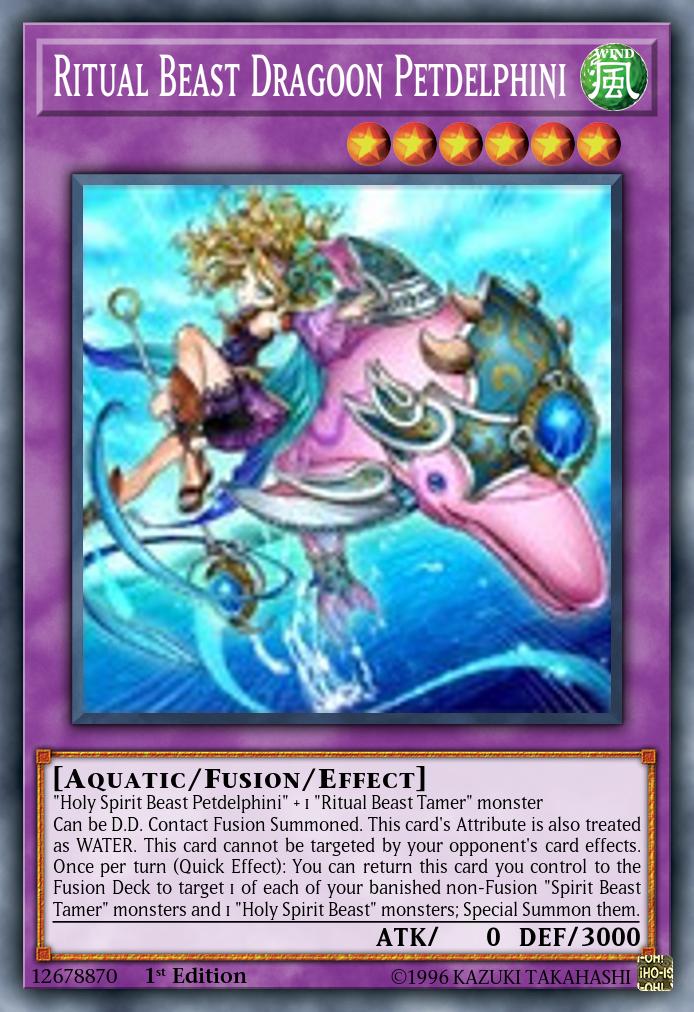 RITUAL BEAST DRAGOON PETDELPHINI
WIND
風
[AQUATIC/FUSION/EFFECT]
"Holy Spirit Beast Petdelphini" + 1 "Ritual Beast Tamer" monster
Can be D.D. Contact Fusion Summoned. This card's Attribute is also treated
as WATER. This card cannot be targeted by your opponent's card effects.
Once per turn (Quick Effect): You can return this card you control to the
Fusion Deck to target 1 of each of your banished non-Fusion "Spirit Beast
Tamer" monsters and 1 "Holy Spirit Beast" monsters; Special Summon them.
ATK/ 0 DEF/3000
12678870 1st Edition ©1996 KAZUKI TAKAHASHI